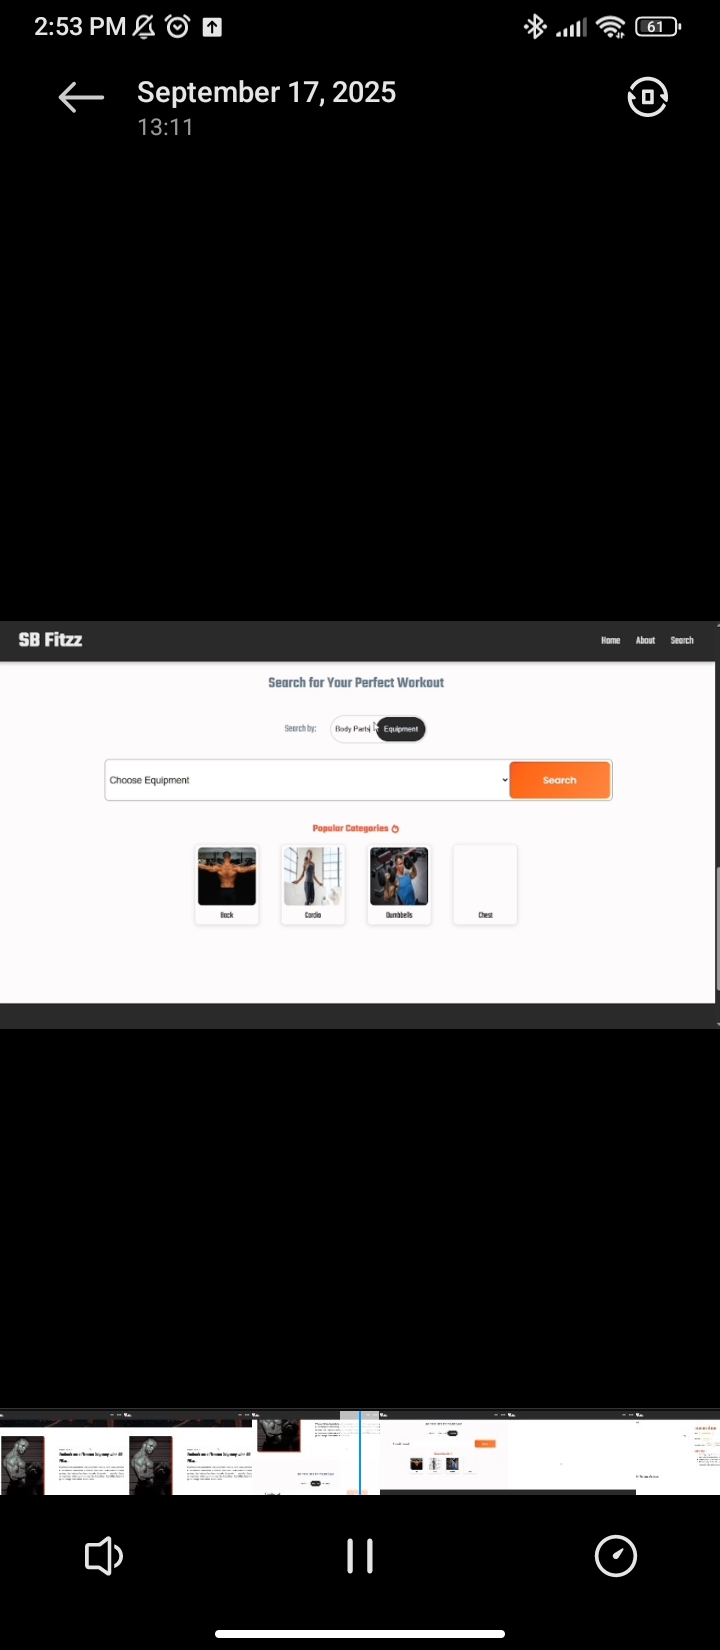 2:53 PM
61
September 17, 2025
13:11
SB Fitzz
Home About Search
Search for Your Perfect Workout
Search by: Body Parts Equipment
Choose Equipment Search
Popular Categories
Back Cardio Dumbbells Chest